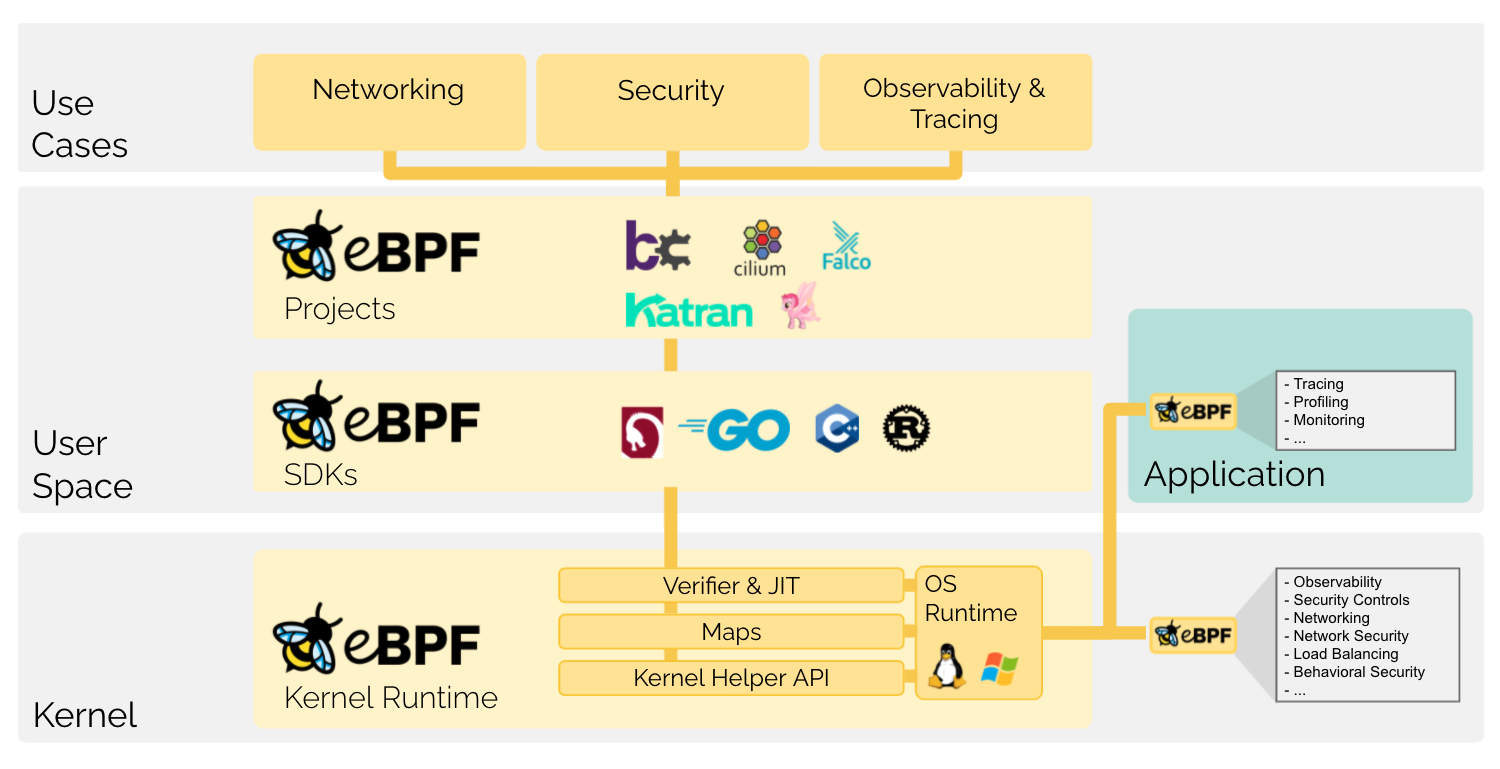 Use
Cases
Networking
Security
Observability &
Tracing
User
Space
eBPF
Projects
bc
cilium
Falco
Katran
eBPF
SDKs
GO
C++
R
Application
eBPF
- Tracing
- Profiling
- Monitoring
- ...
Kernel
eBPF
Kernel Runtime
Verifier & JIT
Maps
Kernel Helper API
OS
Runtime
eBPF
- Observability
- Security Controls
- Networking
- Network Security
- Load Balancing
- Behavioral Security
- ...